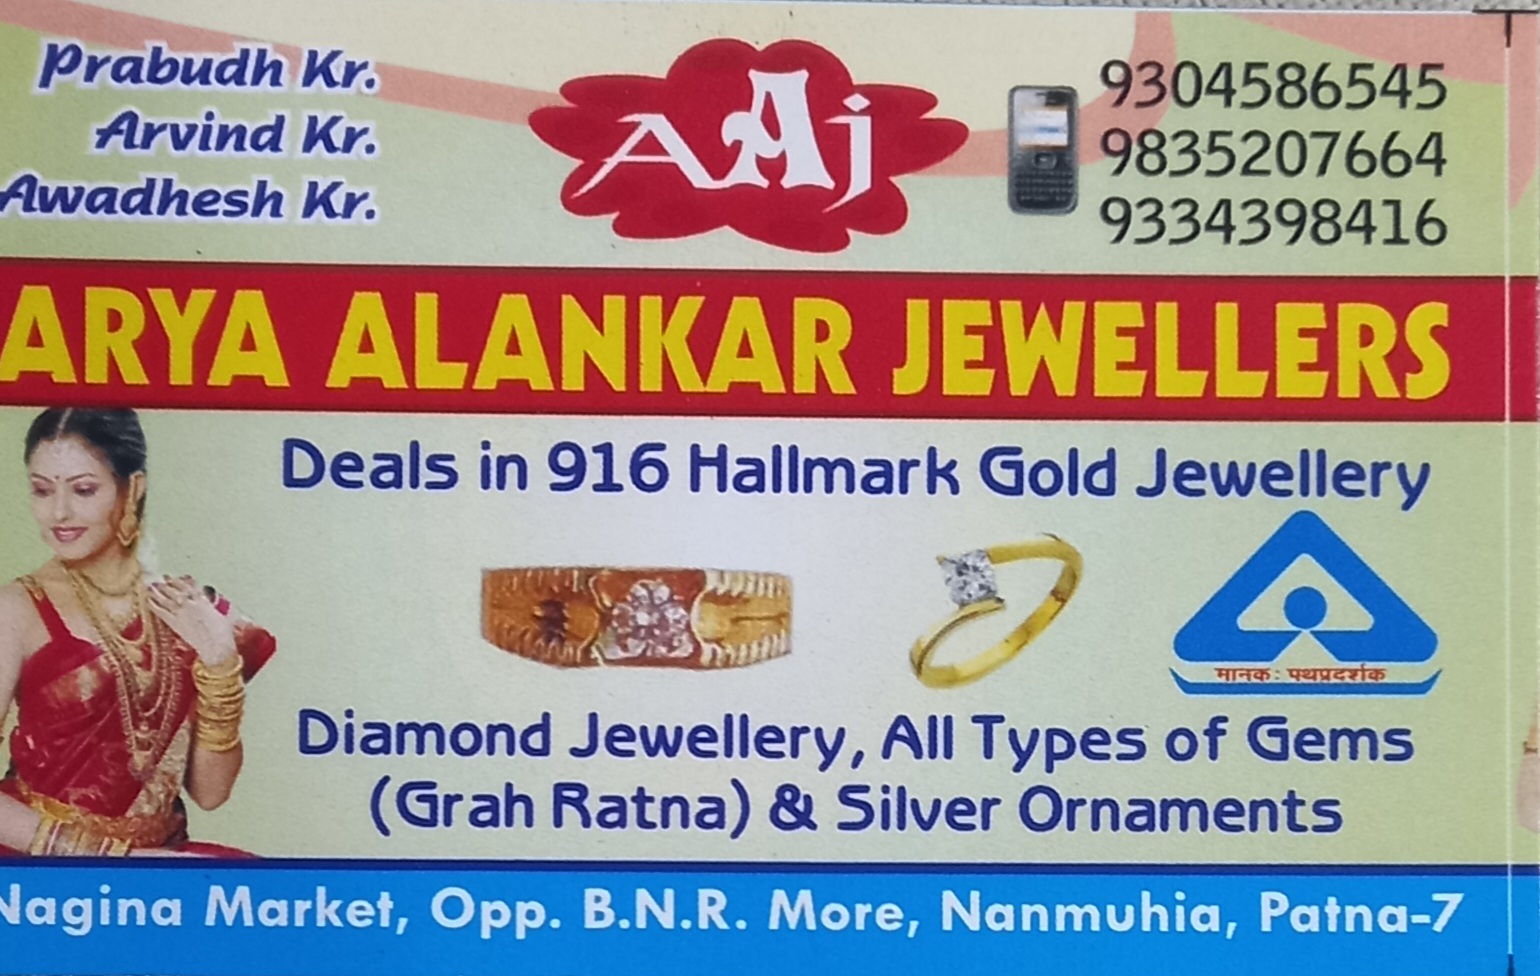 Prabudh Kr.
Arvind Kr.
Awadhesh Kr.
AAj
9304586545
9835207664
9334398416
ARYA ALANKAR JEWELLERS
Deals in 916 Hallmark Gold Jewellery
मानक: पथप्रदर्शक
Diamond Jewellery, All Types of Gems
(Grah Ratna) & Silver Ornaments
Nagina Market, Opp. B.N.R. More, Nanmuhia, Patna-7